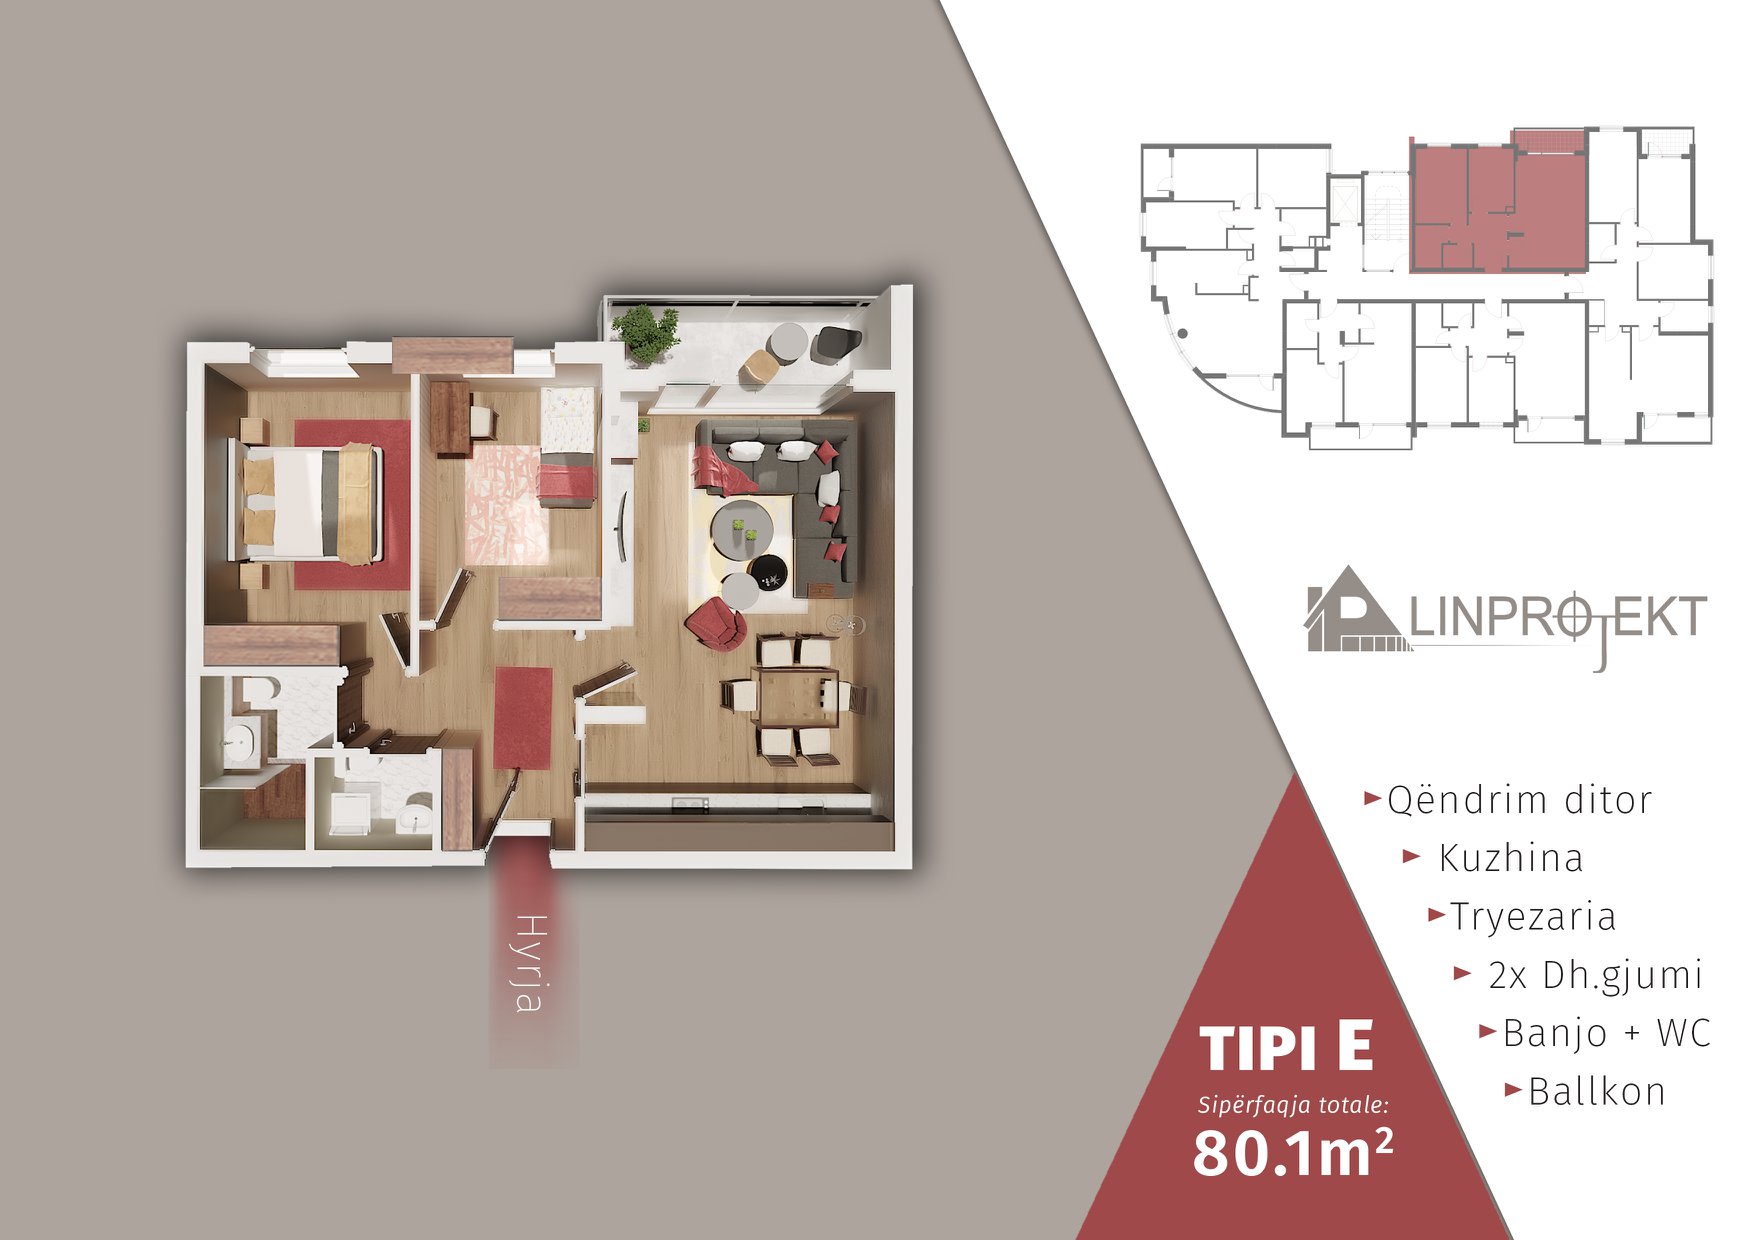 LINPROJEKT
Qëndrim ditor
Kuzhina
Tryezaria
2x Dh.gjumi
Banjo + WC
Ballkon
Hyrja
TIPI E
Sipërfaqja totale:
80.1m²